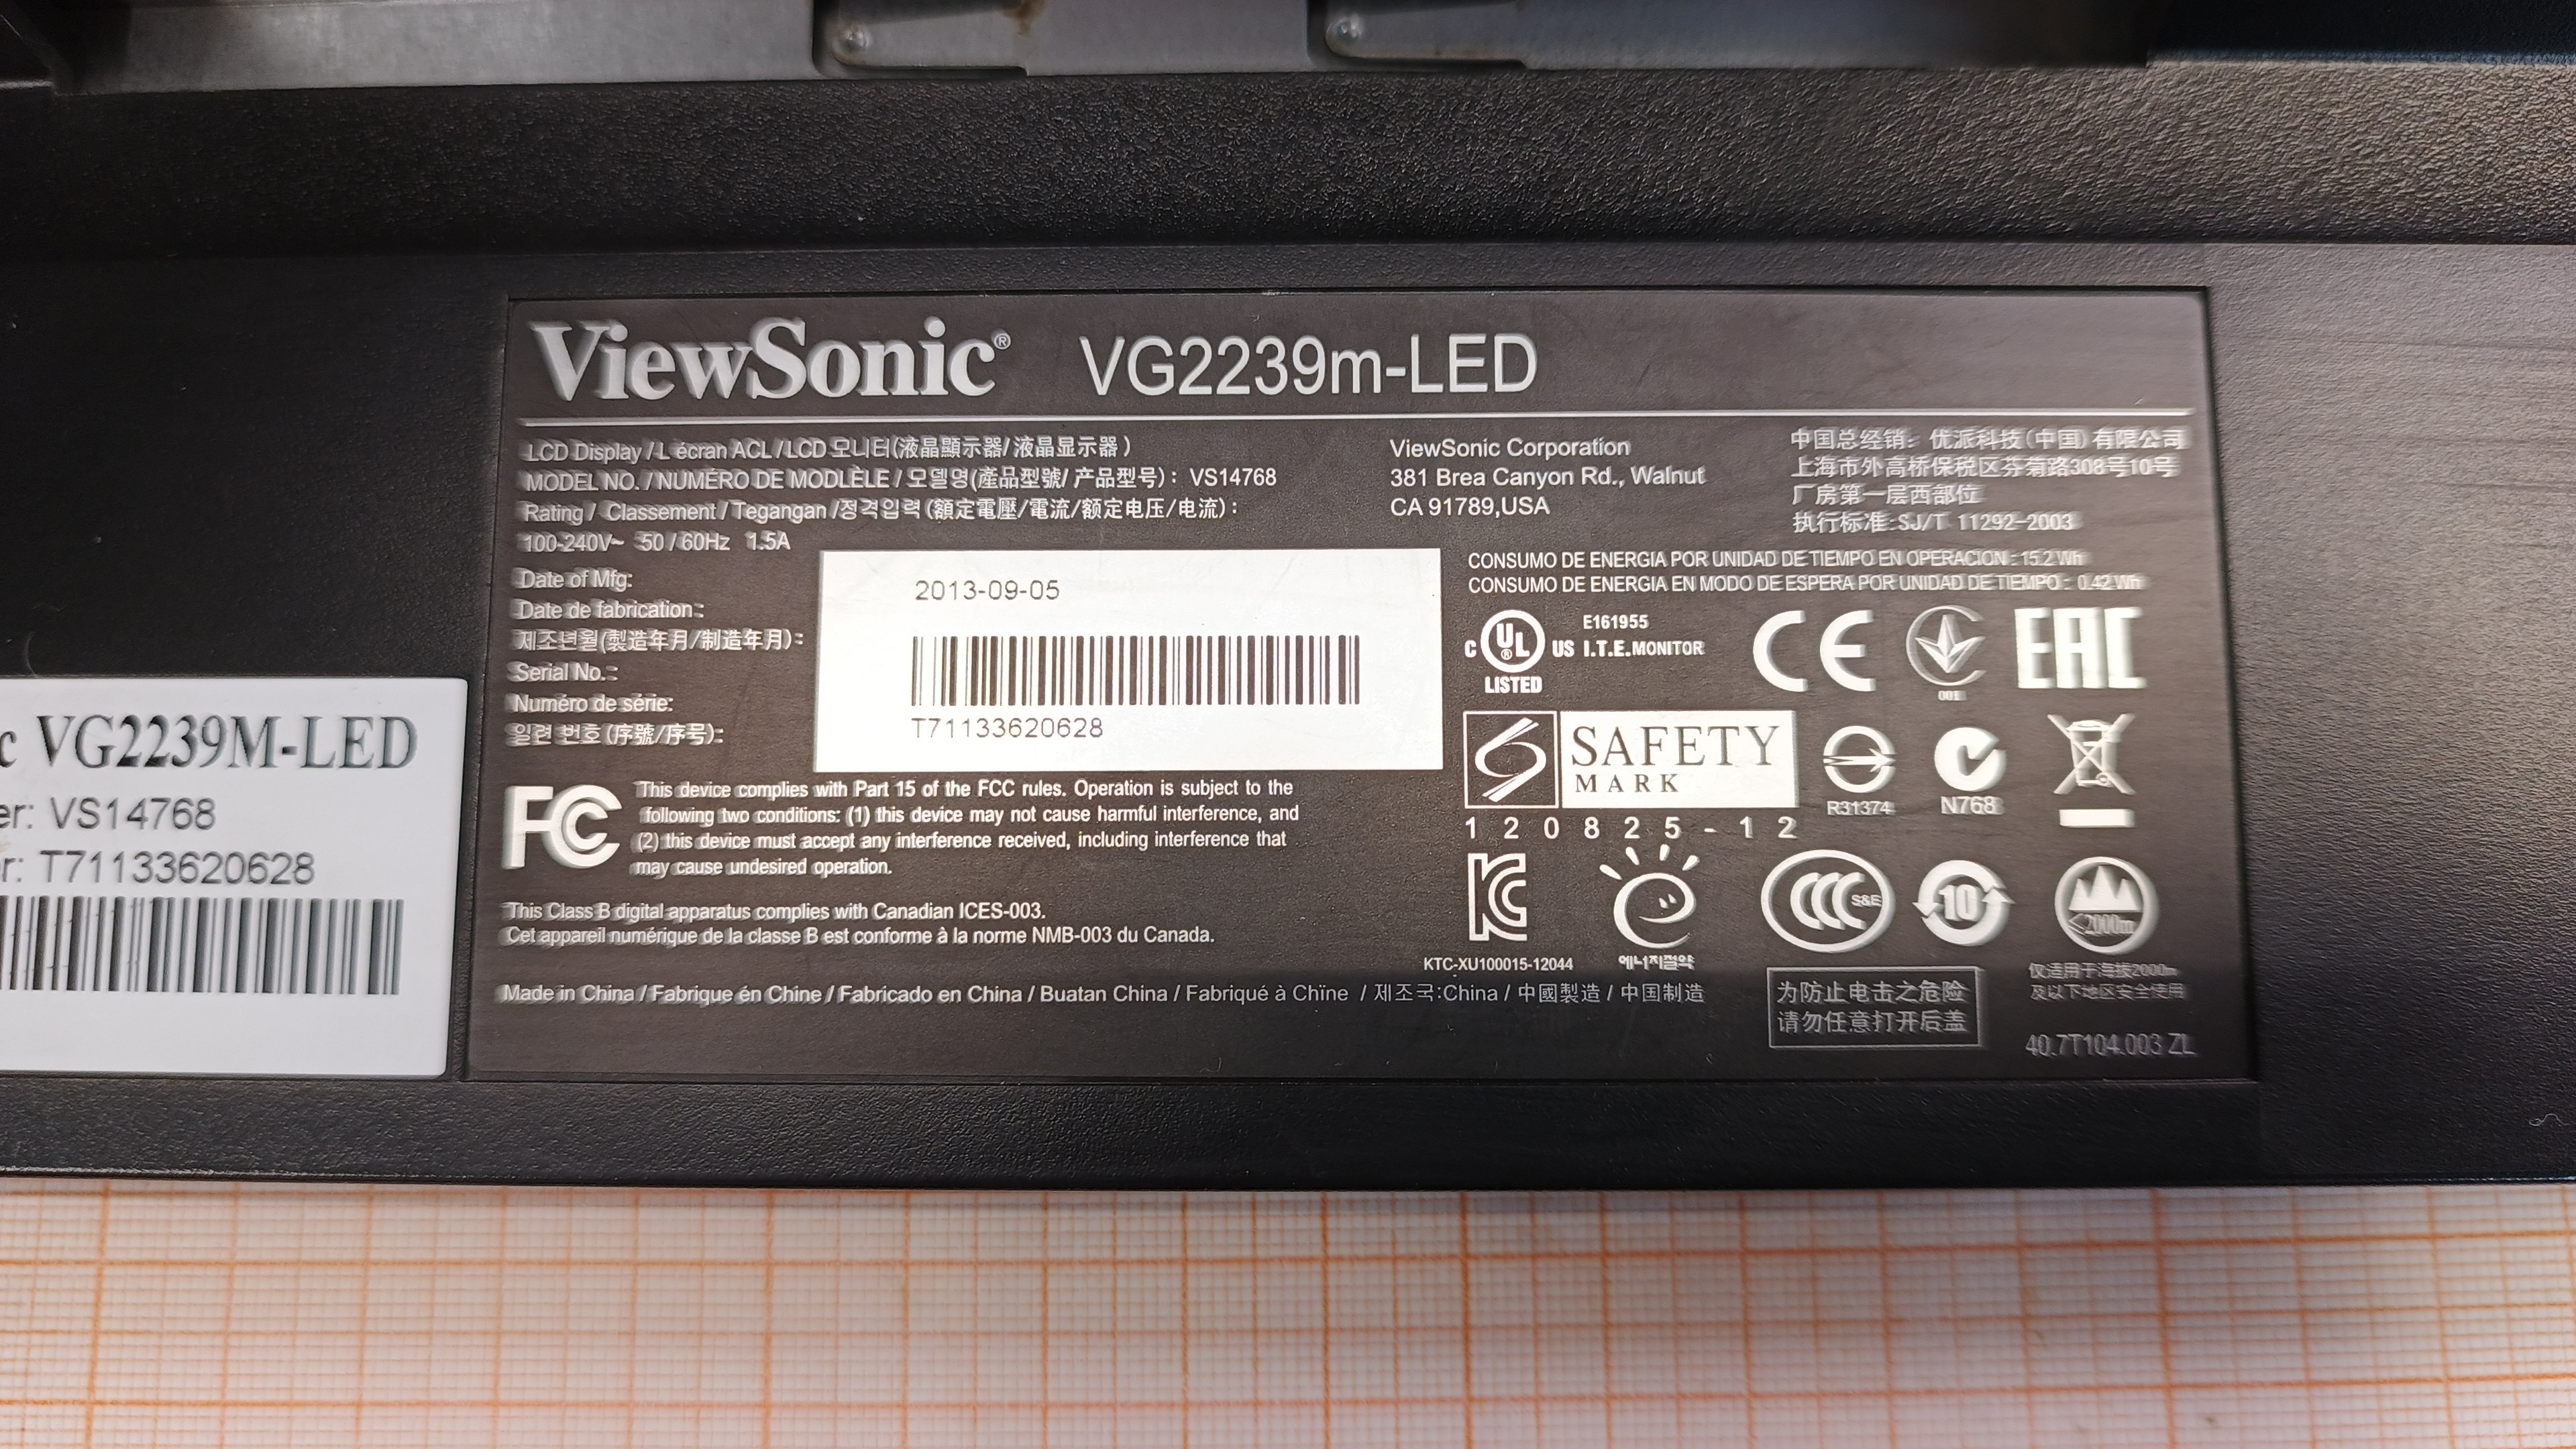 ViewSonic® VG2239m-LED
LCD Display / L écran ACL / LCD 모니터(液晶顯示器/液晶显示器)
MODEL NO. / NUMÉRO DE MODLÈLE / 모델명(產品型號/产品型号): VS14768
Rating / Classement / Tegangan /정격입력(額定電壓/電流/额定电压/电流):
100-240V~ 50 / 60Hz 1.5A
ViewSonic Corporation
381 Brea Canyon Rd., Walnut
CA 91789,USA
中国总经销: 优派科技(中国)有限公司
上海市外高桥保税区芬菊路308号10号
厂房第一层西部位
执行标准:SJ/T 11292-2003
Date of Mfg:
Date de fabrication:
제조년월(製造年月/制造年月):
Serial No.:
Numéro de série:
일련 번호(序號/序号):
2013-09-05
T71133620628
CONSUMO DE ENERGIA POR UNIDAD DE TIEMPO EN OPERACION : 15.2 Wh
CONSUMO DE ENERGIA EN MODO DE ESPERA POR UNIDAD DE TIEMPO : 0.42 Wh
C UL ® US
LISTED
E161955
I.T.E.MONITOR
CE
001
EAC
SAFETY
MARK
120825-12
R31374
N768
FC
This device complies with Part 15 of the FCC rules. Operation is subject to the
following two conditions: (1) this device may not cause harmful interference, and
(2) this device must accept any interference received, including interference that
may cause undesired operation.
This Class B digital apparatus complies with Canadian ICES-003.
Cet appareil numérique de la classe B est conforme à la norme NMB-003 du Canada.
KC
KTC-XU100015-12044
에너지절약
CCC S&E
10
≤2000m
仅适用于海拔2000m
及以下地区安全使用
Made in China / Fabrigue én Chine / Fabricado en China / Buatan China / Fabriqué à Chïne / 제조국:China / 中國製造 / 中国制造
为防止电击之危险
请勿任意打开后盖
40.7T104.003 ZL
c VG2239M-LED
er: VS14768
r: T71133620628